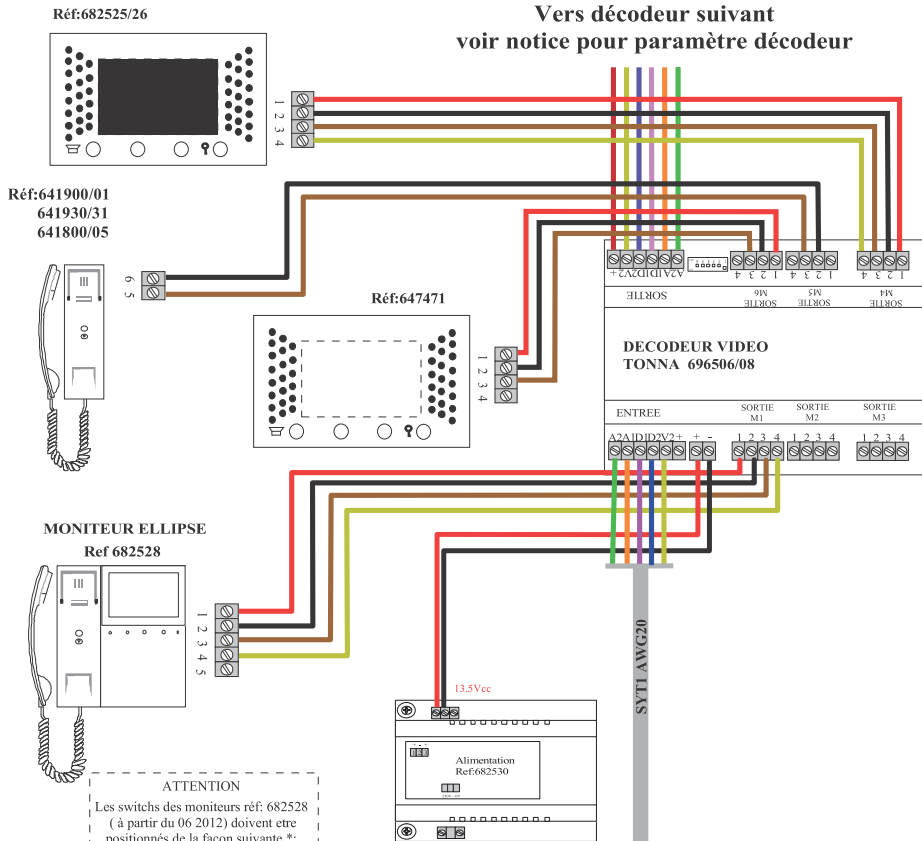 Réf:682525/26
Vers décodeur suivant
voir notice pour paramètre décodeur
1
2
3
4
Réf:641900/01
641930/31
641800/05
6
5
Réf:647471
1
2
3
4
+ 2V 2D 1D 1A 2A
4 3 2 1
4 3 2 1
4 3 2 1
SORTIE
SORTIE M6
SORTIE M5
SORTIE M4
DECODEUR VIDEO
TONNA 696506/08
ENTREE
SORTIE M1
SORTIE M2
SORTIE M3
A2A1D1D2V2+ + -
1 2 3 4
1 2 3 4
1 2 3 4
MONITEUR ELLIPSE
Ref 682528
1
2
3
4
5
13.5Vcc
SYT1 AWG20
Alimentation
Ref:682530
ATTENTION
Les switchs des moniteurs réf: 682528
( à partir du 06 2012) doivent etre
positionnés de la façon suivante *: